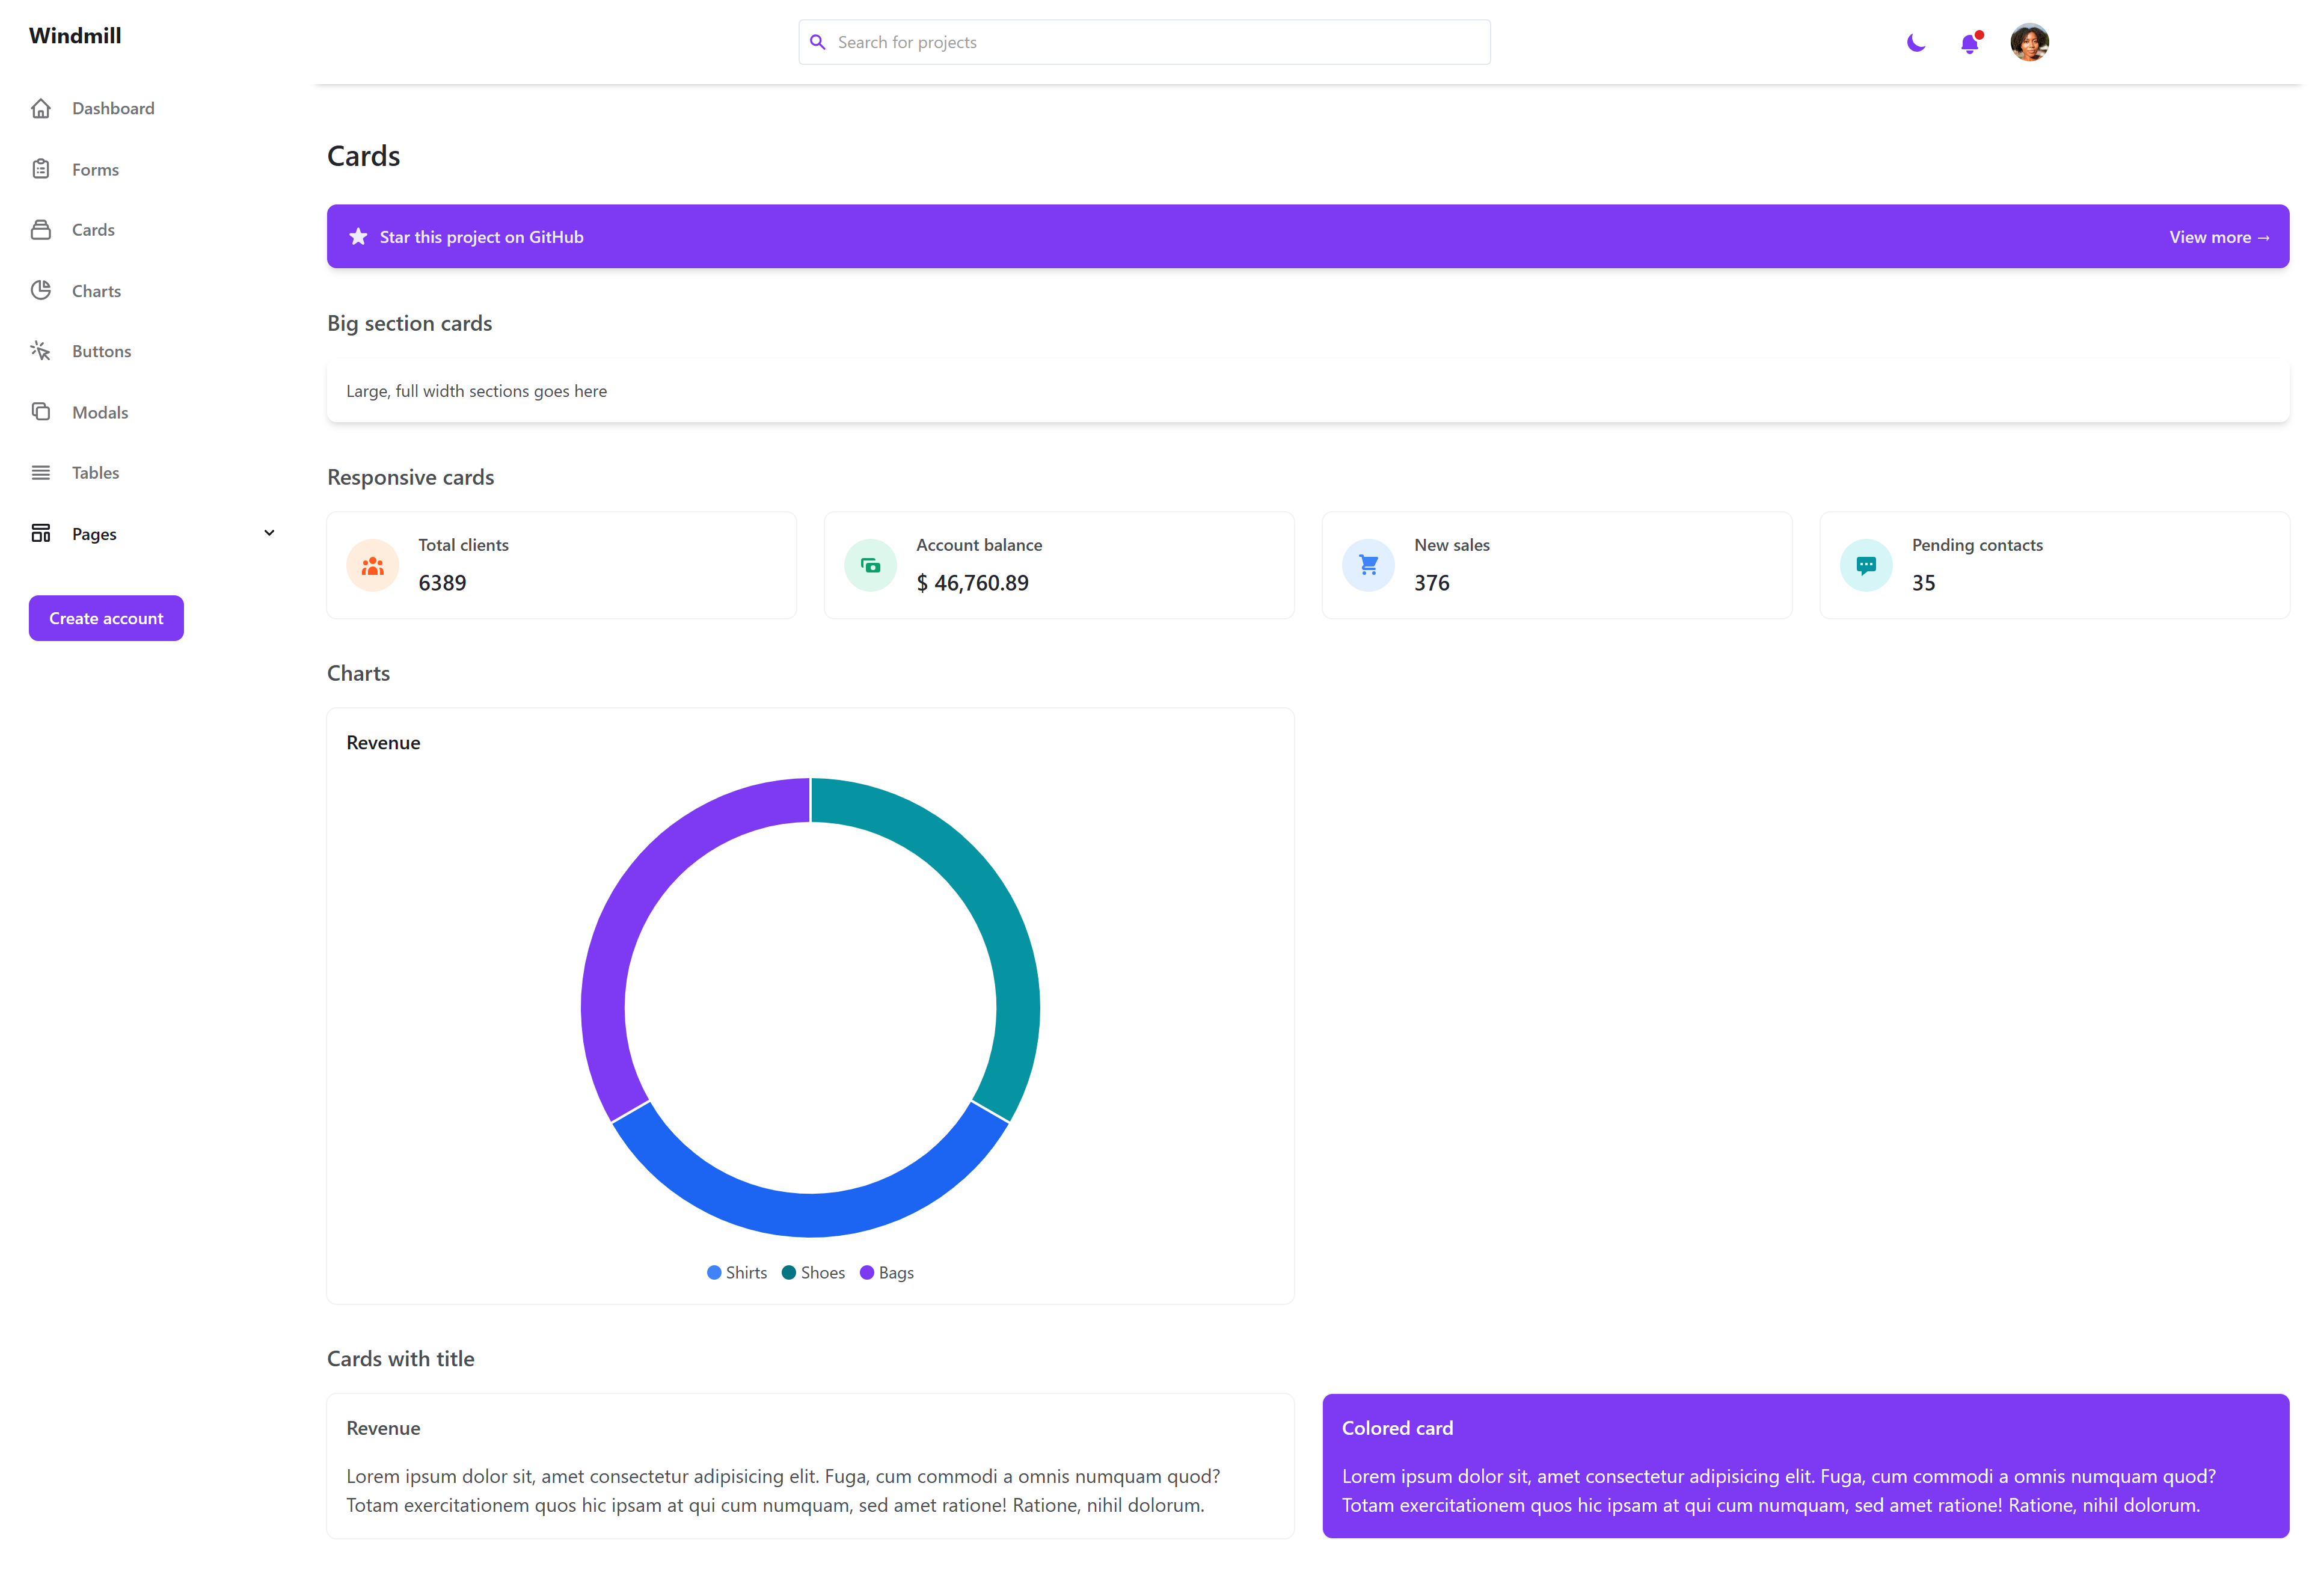 Windmill
Search for projects
Dashboard
Forms
Cards
Charts
Buttons
Modals
Tables
Pages
Create account
Cards
Star this project on GitHub
View more →
Big section cards
Large, full width sections goes here
Responsive cards
Total clients
6389
Account balance
$ 46,760.89
New sales
376
Pending contacts
35
Charts
Revenue
Shirts
Shoes
Bags
Cards with title
Revenue
Lorem ipsum dolor sit, amet consectetur adipisicing elit. Fuga, cum commodi a omnis numquam quod?
Totam exercitationem quos hic ipsam at qui cum numquam, sed amet ratione! Ratione, nihil dolorum.
Colored card
Lorem ipsum dolor sit, amet consectetur adipisicing elit. Fuga, cum commodi a omnis numquam quod?
Totam exercitationem quos hic ipsam at qui cum numquam, sed amet ratione! Ratione, nihil dolorum.